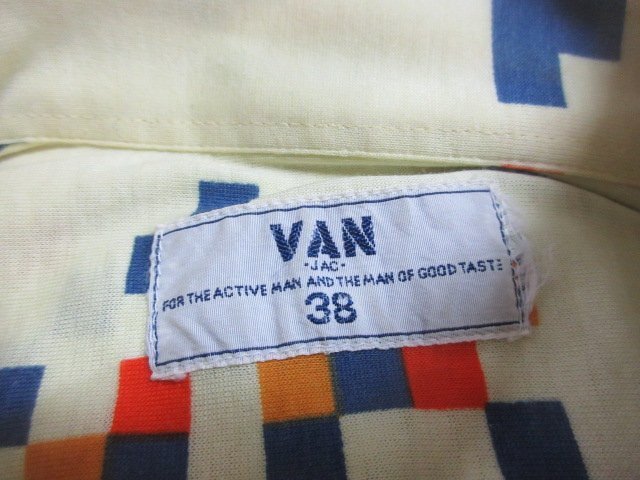 VAN
-JAC-
FOR THE ACTIVE MAN AND THE MAN OF GOOD TASTE
38